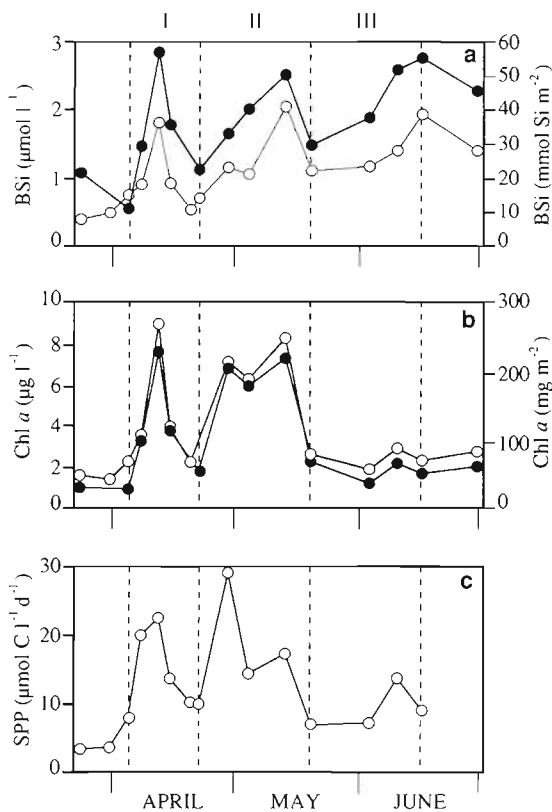 I II III
a
BSi (μmol l⁻¹)
3
2
1
0
BSi (mmol Si m⁻²)
60
50
40
30
20
10
0
b
Chl a (μg l⁻¹)
10
8
6
4
2
0
Chl a (mg m⁻²)
300
200
100
0
c
SPP (μmol C l⁻¹ d⁻¹)
30
20
10
0
APRIL MAY JUNE